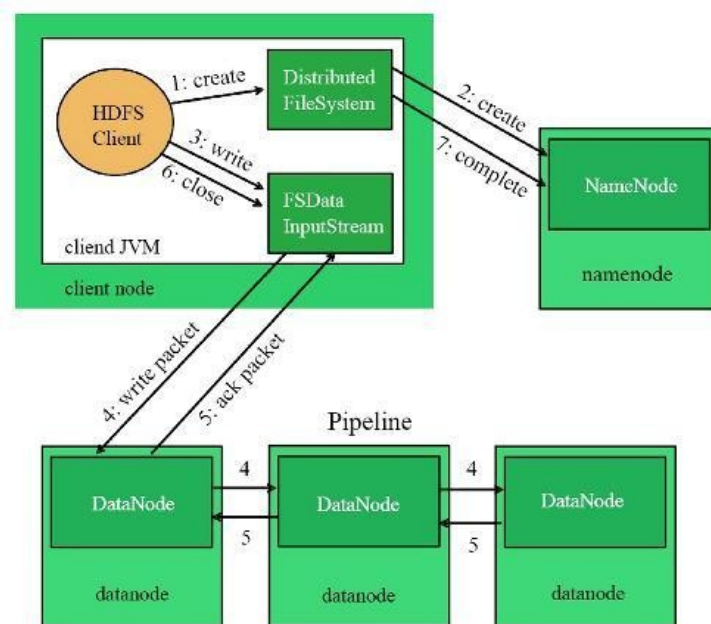 HDFS
Client
1: create
Distributed
FileSystem
2: create
7: complete
3: write
6: close
FSData
InputStream
cliend JVM
client node
NameNode
namenode
4: write packet
5: ack packet
Pipeline
DataNode
4
5
DataNode
4
5
DataNode
datanode
datanode
datanode